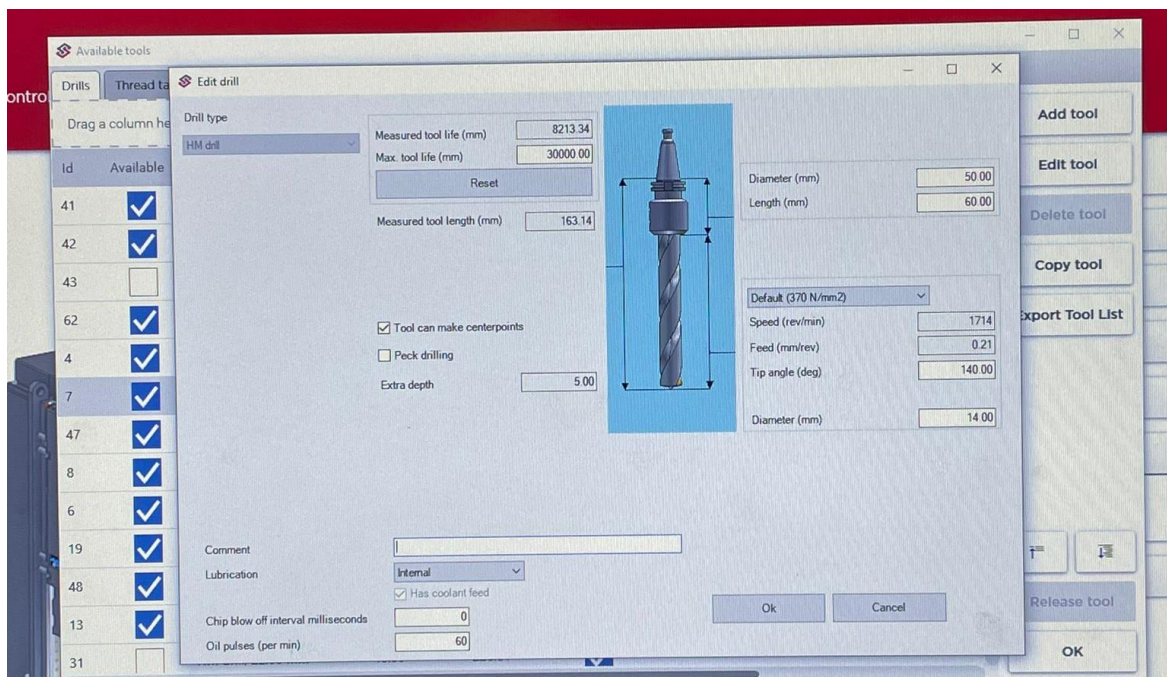 Available tools
ontro
Drills
Thread ta
Drag a column he
Id
Available
41
42
43
62
4
7
47
8
6
19
48
13
31
Edit drill
Drill type
HM drill
Measured tool life (mm)
8213.34
Max. tool life (mm)
30000.00
Reset
Measured tool length (mm)
163.14
Tool can make centerpoints
Peck drilling
Extra depth
5.00
Diameter (mm)
50.00
Length (mm)
60.00
Default (370 N/mm2)
Speed (rev/min)
1714
Feed (mm/rev)
0.21
Tip angle (deg)
140.00
Diameter (mm)
14.00
Comment
Lubrication
Internal
Has coolant feed
Chip blow off interval milliseconds
0
Oil pulses (per min)
60
Ok
Cancel
Add tool
Edit tool
Delete tool
Copy tool
Export Tool List
Release tool
OK